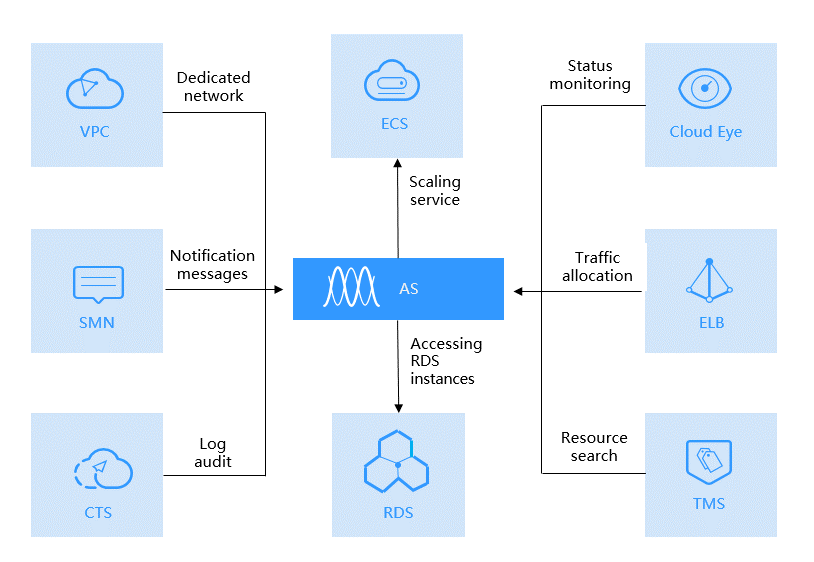 Dedicated
network
VPC
ECS
Status
monitoring
Cloud Eye
Scaling
service
Notification
messages
SMN
AS
Traffic
allocation
ELB
Accessing
RDS
instances
Log
audit
CTS
RDS
Resource
search
TMS